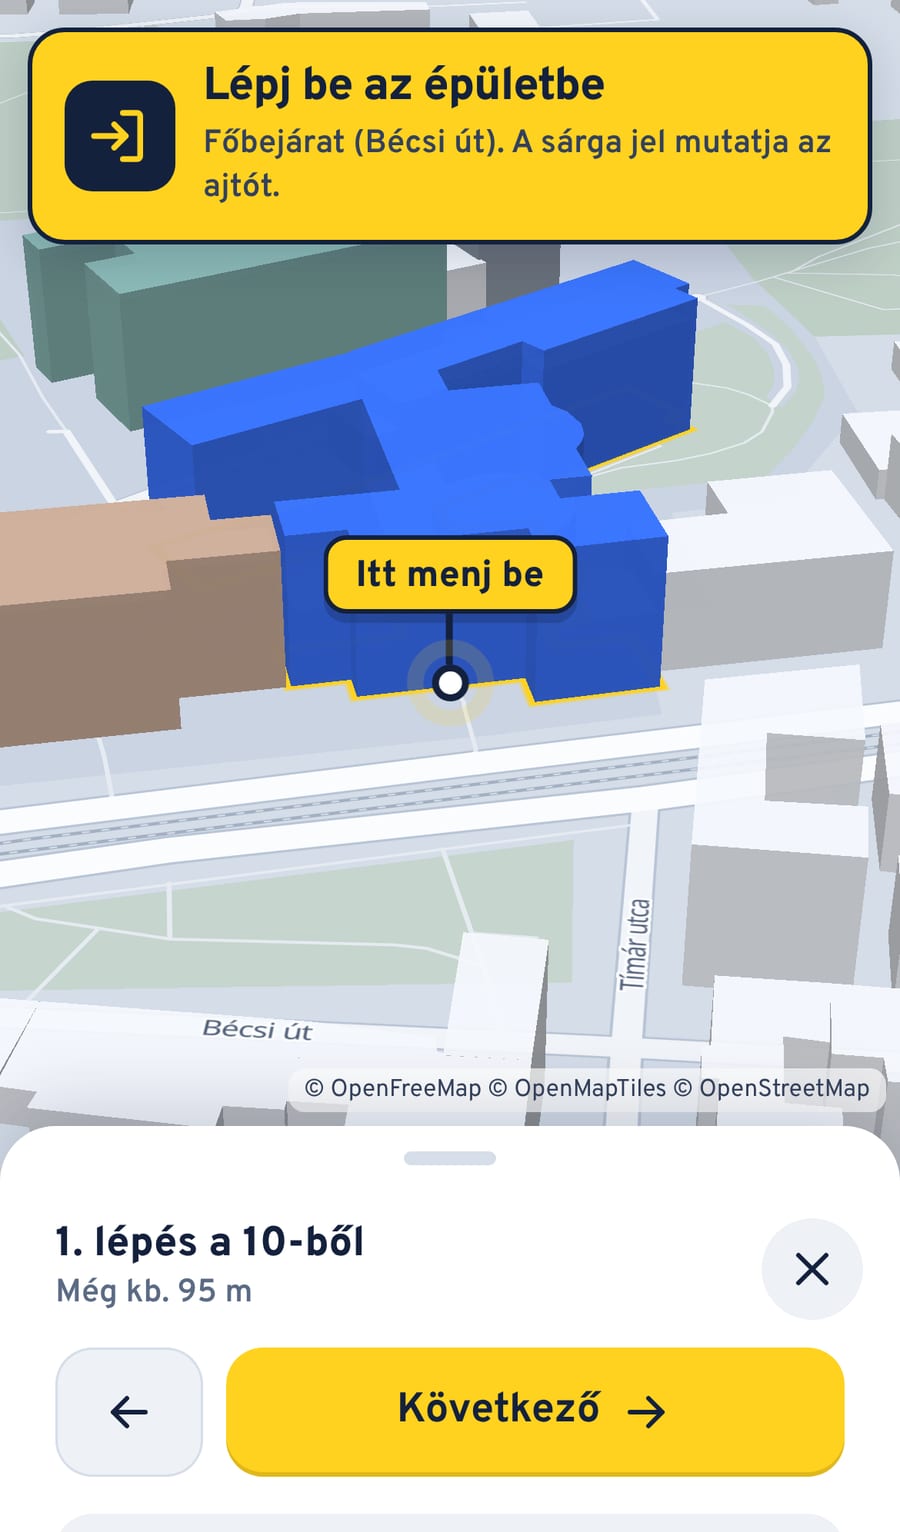 Lépj be az épületbe
Főbejárat (Bécsi út). A sárga jel mutatja az
ajtót.
Itt menj be
Tímár utca
Bécsi út
© OpenFreeMap © OpenMapTiles © OpenStreetMap
1. lépés a 10-ből
Még kb. 95 m
Következő